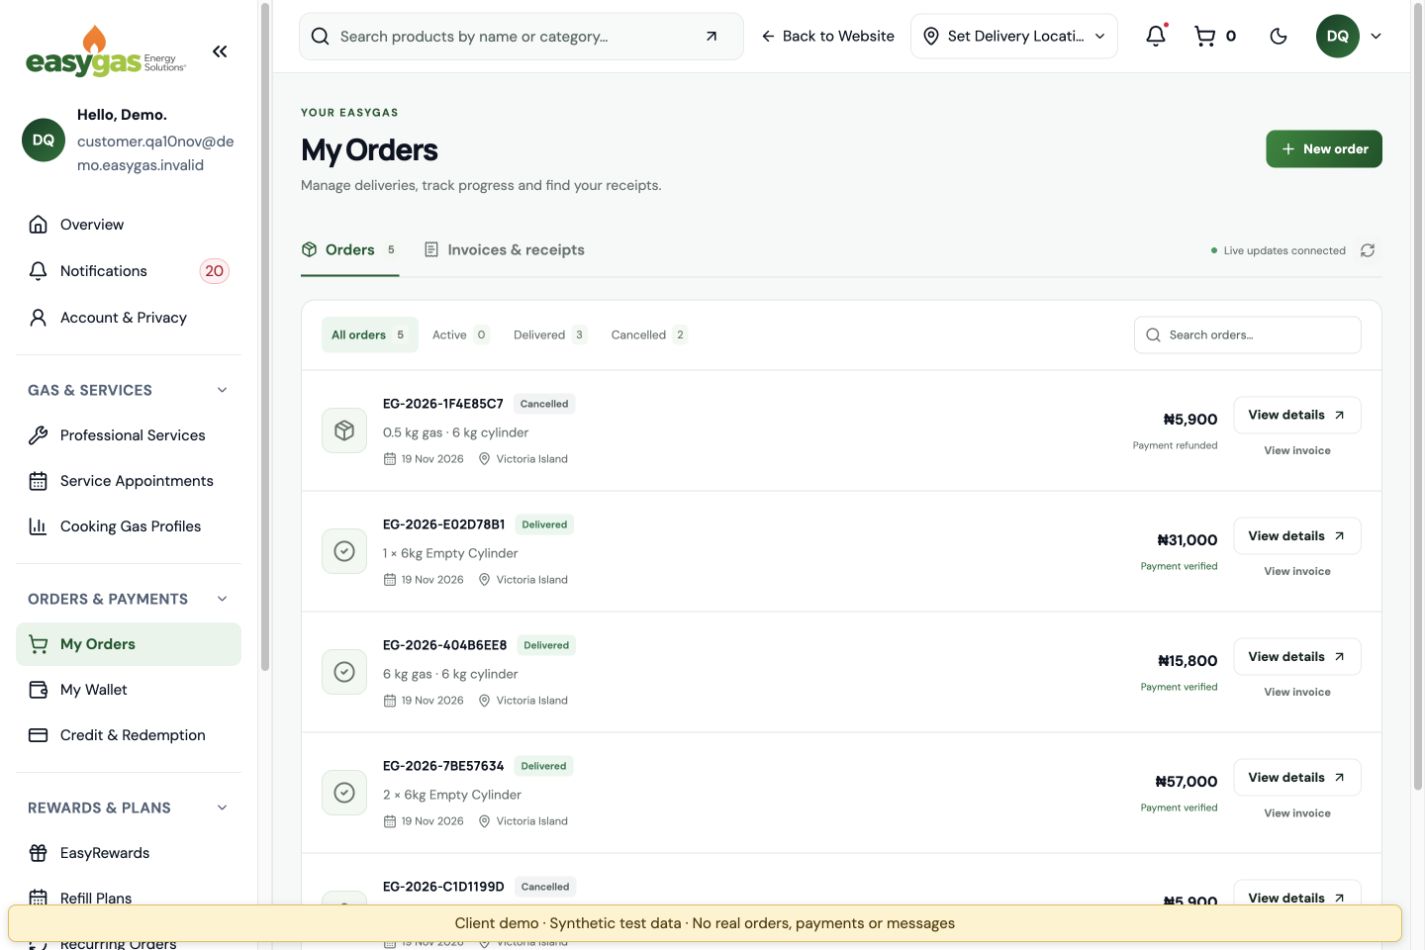 easygas Energy Solutions
Hello, Demo.
DQ
customer.qa10nov@de
mo.easygas.invalid
Overview
Notifications 20
Account & Privacy
GAS & SERVICES
Professional Services
Service Appointments
Cooking Gas Profiles
ORDERS & PAYMENTS
My Orders
My Wallet
Credit & Redemption
REWARDS & PLANS
EasyRewards
Refill Plans
Recurring Orders
Search products by name or category...
Back to Website
Set Delivery Locati...
0
DQ
YOUR EASYGAS
My Orders
New order
Manage deliveries, track progress and find your receipts.
Orders 5
Invoices & receipts
Live updates connected
All orders 5
Active 0
Delivered 3
Cancelled 2
Search orders...
EG-2026-1F4E85C7 Cancelled
0.5 kg gas · 6 kg cylinder
19 Nov 2026 Victoria Island
₦5,900
Payment refunded
View details
View invoice
EG-2026-E02D78B1 Delivered
1 × 6kg Empty Cylinder
19 Nov 2026 Victoria Island
₦31,000
Payment verified
View details
View invoice
EG-2026-404B6EE8 Delivered
6 kg gas · 6 kg cylinder
19 Nov 2026 Victoria Island
₦15,800
Payment verified
View details
View invoice
EG-2026-7BE57634 Delivered
2 × 6kg Empty Cylinder
19 Nov 2026 Victoria Island
₦57,000
Payment verified
View details
View invoice
EG-2026-C1D1199D Cancelled
19 Nov 2026 Victoria Island
₦5,900
View details
Client demo · Synthetic test data · No real orders, payments or messages